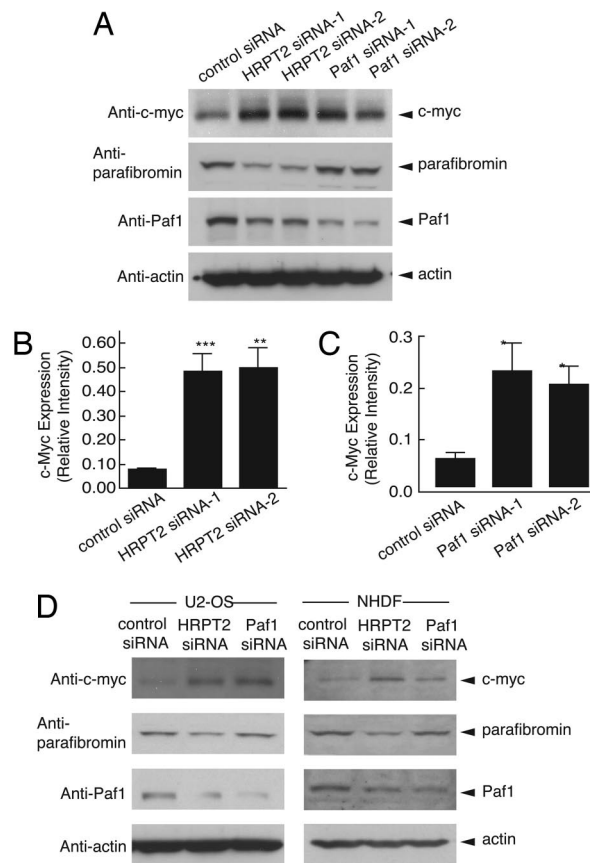 A
control siRNA
HRPT2 siRNA-1
HRPT2 siRNA-2
Paf1 siRNA-1
Paf1 siRNA-2
Anti-c-myc
c-myc
Anti-
parafibromin
parafibromin
Anti-Paf1
Paf1
Anti-actin
actin
B
c-Myc Expression
(Relative Intensity)
0.60
0.50
0.40
0.30
0.20
0.10
0.00
***
**
control siRNA
HRPT2 siRNA-1
HRPT2 siRNA-2
C
c-Myc Expression
(Relative Intensity)
0.3
0.2
0.1
0.0
*
*
control siRNA
Paf1 siRNA-1
Paf1 siRNA-2
D
U2-OS
NHDF
control HRPT2 Paf1
siRNA siRNA siRNA
control HRPT2 Paf1
siRNA siRNA siRNA
Anti-c-myc
c-myc
Anti-
parafibromin
parafibromin
Anti-Paf1
Paf1
Anti-actin
actin